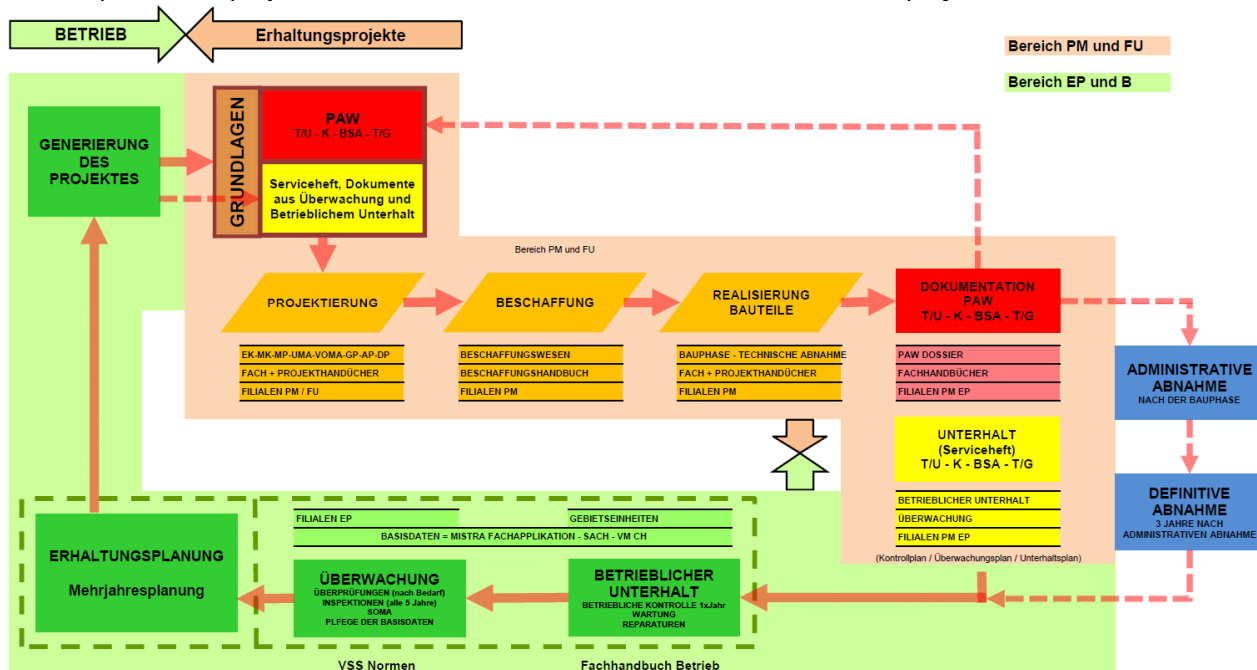 BETRIEB
Erhaltungsprojekte
Bereich PM und FU
Bereich EP und B
GENERIERUNG
DES
PROJEKTES
GRUNDLAGEN
PAW
T/U - K - BSA - T/G
Serviceheft, Dokumente
aus Überwachung und
Betrieblichem Unterhalt
Bereich PM und FU
PROJEKTIERUNG
BESCHAFFUNG
REALISIERUNG
BAUTEILE
DOKUMENTATION
PAW
T/U - K - BSA - T/G
EK-MK-MP-UMA-VOMA-GP-AP-DP
FACH + PROJEKTHANDÜCHER
FILIALEN PM / FU
BESCHAFFUNGSWESEN
BESCHAFFUNGSHANDBUCH
FILIALEN PM
BAUPHASE - TECHNISCHE ABNAHME
FACH + PROJEKTHANDÜCHER
FILIALEN PM
PAW DOSSIER
FACHHANDBÜCHER
FILIALEN PM EP
ADMINISTRATIVE
ABNAHME
NACH DER BAUPHASE
UNTERHALT
(Serviceheft)
T/U - K - BSA - T/G
BETRIEBLICHER UNTERHALT
ÜBERWACHUNG
FILIALEN PM EP
(Kontrollplan / Überwachungsplan / Unterhaltsplan)
DEFINITIVE
ABNAHME
3 JAHRE NACH
ADMINISTRATIVEN ABNAHME
FILIALEN EP
GEBIETSEINHEITEN
BASISDATEN = MISTRA FACHAPPLIKATION - SACH - VM CH
ERHALTUNGSPLANUNG
Mehrjahresplanung
ÜBERWACHUNG
ÜBERPRÜFUNGEN (nach Bedarf)
INSPEKTIONEN (alle 5 Jahre)
SOMA
PLFEGE DER BASISDATEN
BETRIEBLICHER
UNTERHALT
BETRIEBLICHE KONTROLLE 1xJahr
WARTUNG
REPARATUREN
VSS Normen
Fachhandbuch Betrieb